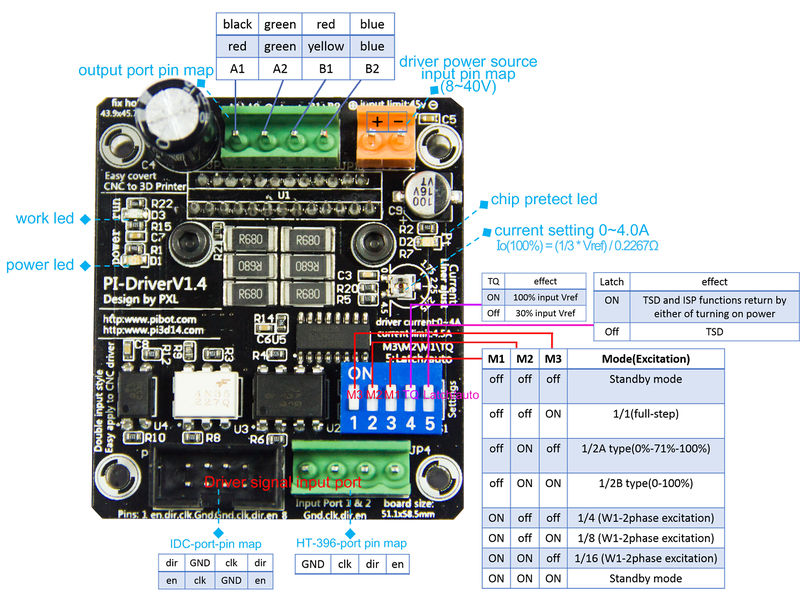 black green red blue
red green yellow blue
A1 A2 B1 B2
output port pin map
driver power source
input pin map
(8~40V)
fix ho
43.9x45.7
input limit:45v
+ −
C5
C4
Easy covert
CNC to 3D Printer
U1
100
16V
VT
C9
chip pretect led
work led
run
R22
D3
R15
C7
R1
D1
power
power led
R21
R680 R680
R680 R680
R680 R680
R2
D2
R7
current setting 0~4.0A
Io(100%) = (1/3 * Vref) / 0.2267Ω
PI-DriverV1.4
Design by PXL
C3
R20
R5
http:www.pibot.com
http:www.pi3d14.com
R14
C6 U5
driver current:0~4A
current limit:4.5A
M3\M2\M1\TQ
5:Latch/auto
TQ effect
ON 100% input Vref
Off 30% input Vref
Latch effect
ON TSD and ISP functions return by
either of turning on power
Off TSD
C8
R12
R9
R3
R4
ON
M3 M2 M1 TQ Latch/auto
1 2 3 4 5
Settings
S1
Double input style
Easy apply to CNC driver
U4
U3
U2
R10
R8
R6
JP4
M1 M2 M3 Mode(Excitation)
off off off Standby mode
off off ON 1/1(full-step)
off ON off 1/2A type(0%-71%-100%)
off ON off 1/2B type(0-100%)
ON off off 1/4 (W1-2phase excitation)
ON off ON 1/8 (W1-2phase excitation)
ON ON off 1/16 (W1-2phase excitation)
ON ON ON Standby mode
Driver signal input port
Pins: 1 en.dir.clk.Gnd.Gnd.clk.dir.en 8
Input Port 1 & 2
Gnd.clk.dir.en
board size:
51.1x58.5mm
IDC-port-pin map
dir GND clk dir
en clk GND en
HT-396-port pin map
GND clk dir en